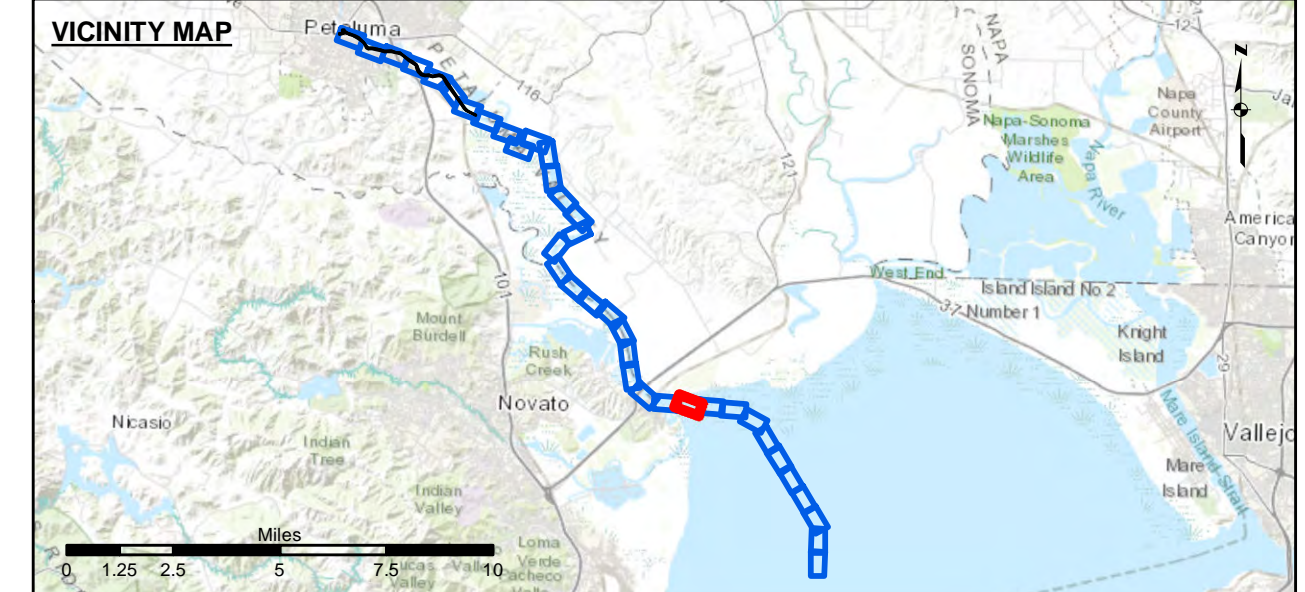 VICINITY MAP
Petaluma
116
12
NAPA
SONOMA
Napa
County
Airport
Napa-Sonoma
Marshes
Wildlife
Area
Napa River
121
N
America
Canyon
West End
Island Island No 2
Number 1
37
Knight
Island
29
101
Mount
Burdell
Rush
Creek
Novato
Nicasio
Indian
Tree
Indian
Valley
Mare Island Strait
Vallejo
Mare
Island
Loma
Verde
Pacheco
Lucas
Valley
Miles
0 1.25 2.5 5 7.5 10